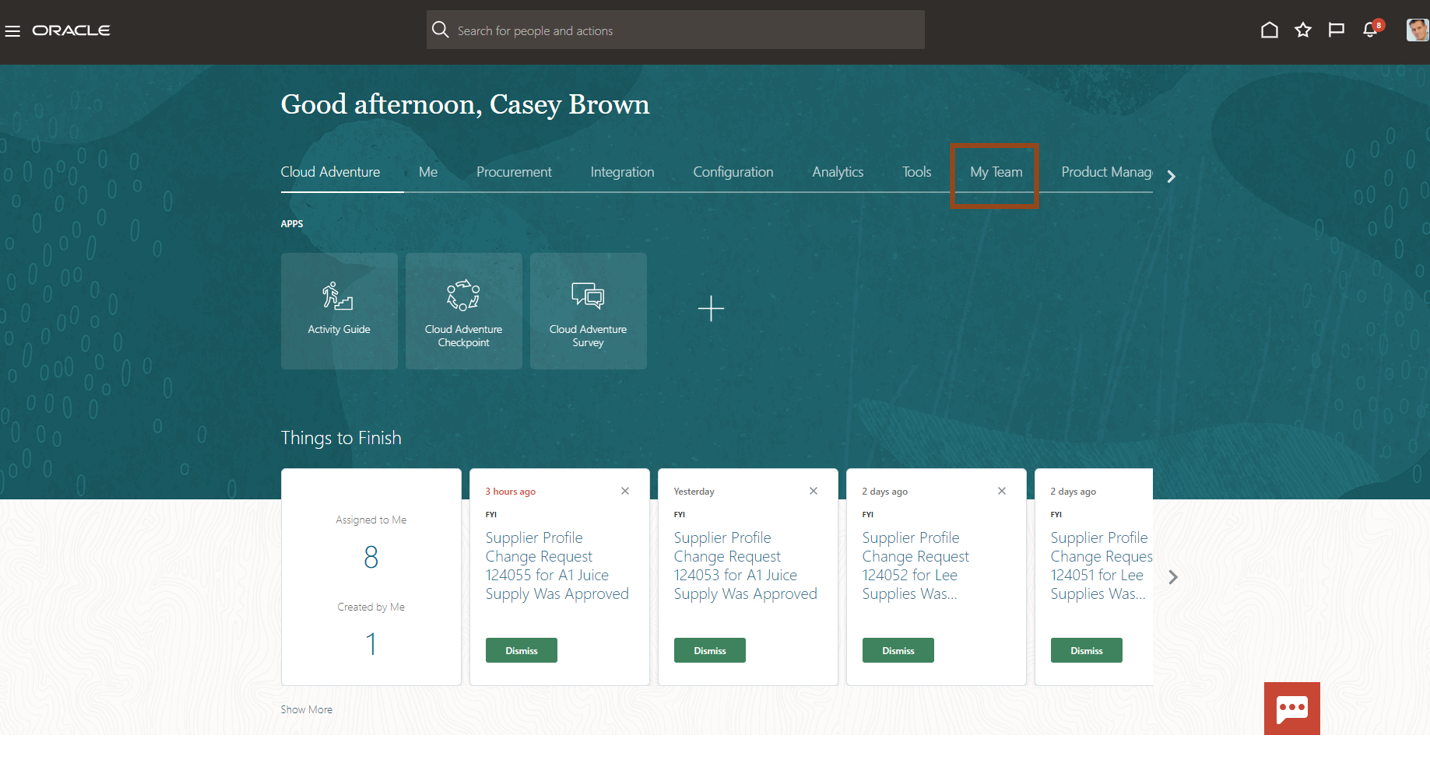 ORACLE
Search for people and actions
8
Good afternoon, Casey Brown
Cloud Adventure
Me
Procurement
Integration
Configuration
Analytics
Tools
My Team
Product Manag
APPS
Activity Guide
Cloud Adventure
Checkpoint
Cloud Adventure
Survey
Things to Finish
Assigned to Me
8
Created by Me
1
3 hours ago
FYI
Supplier Profile
Change Request
124055 for A1 Juice
Supply Was Approved
Dismiss
Yesterday
FYI
Supplier Profile
Change Request
124053 for A1 Juice
Supply Was Approved
Dismiss
2 days ago
FYI
Supplier Profile
Change Request
124052 for Lee
Supplies Was...
Dismiss
2 days ago
FYI
Supplier Profile
Change Reques
124051 for Lee
Supplies Was...
Dismiss
Show More